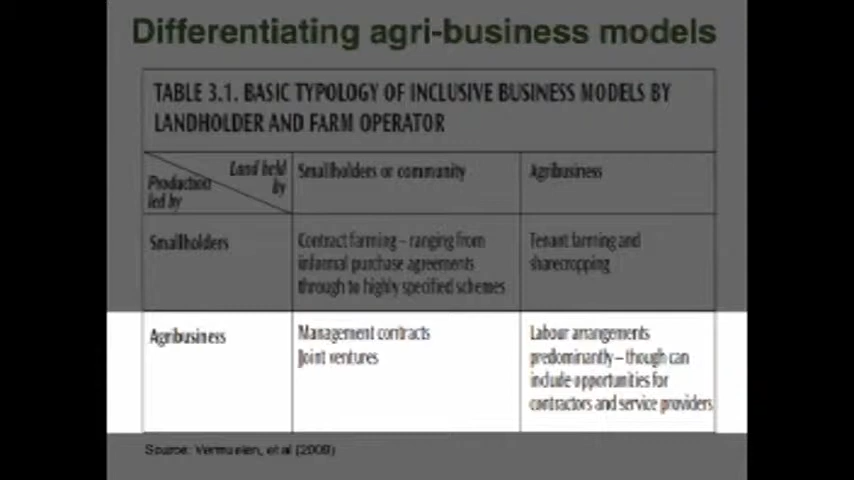 Differentiating agri-business models
TABLE 3.1. BASIC TYPOLOGY OF INCLUSIVE BUSINESS MODELS BY
LANDHOLDER AND FARM OPERATOR
Land held
by
Production
led by
Smallholders or community
Agribusiness
Smallholders
Contract farming – ranging from
informal purchase agreements
through to highly specified schemes
Tenant farming and
sharecropping
Agribusiness
Management contracts
Joint ventures
Labour arrangements
predominantly – though can
include opportunities for
contractors and service providers
Source: Vermuelen, et al (2009)